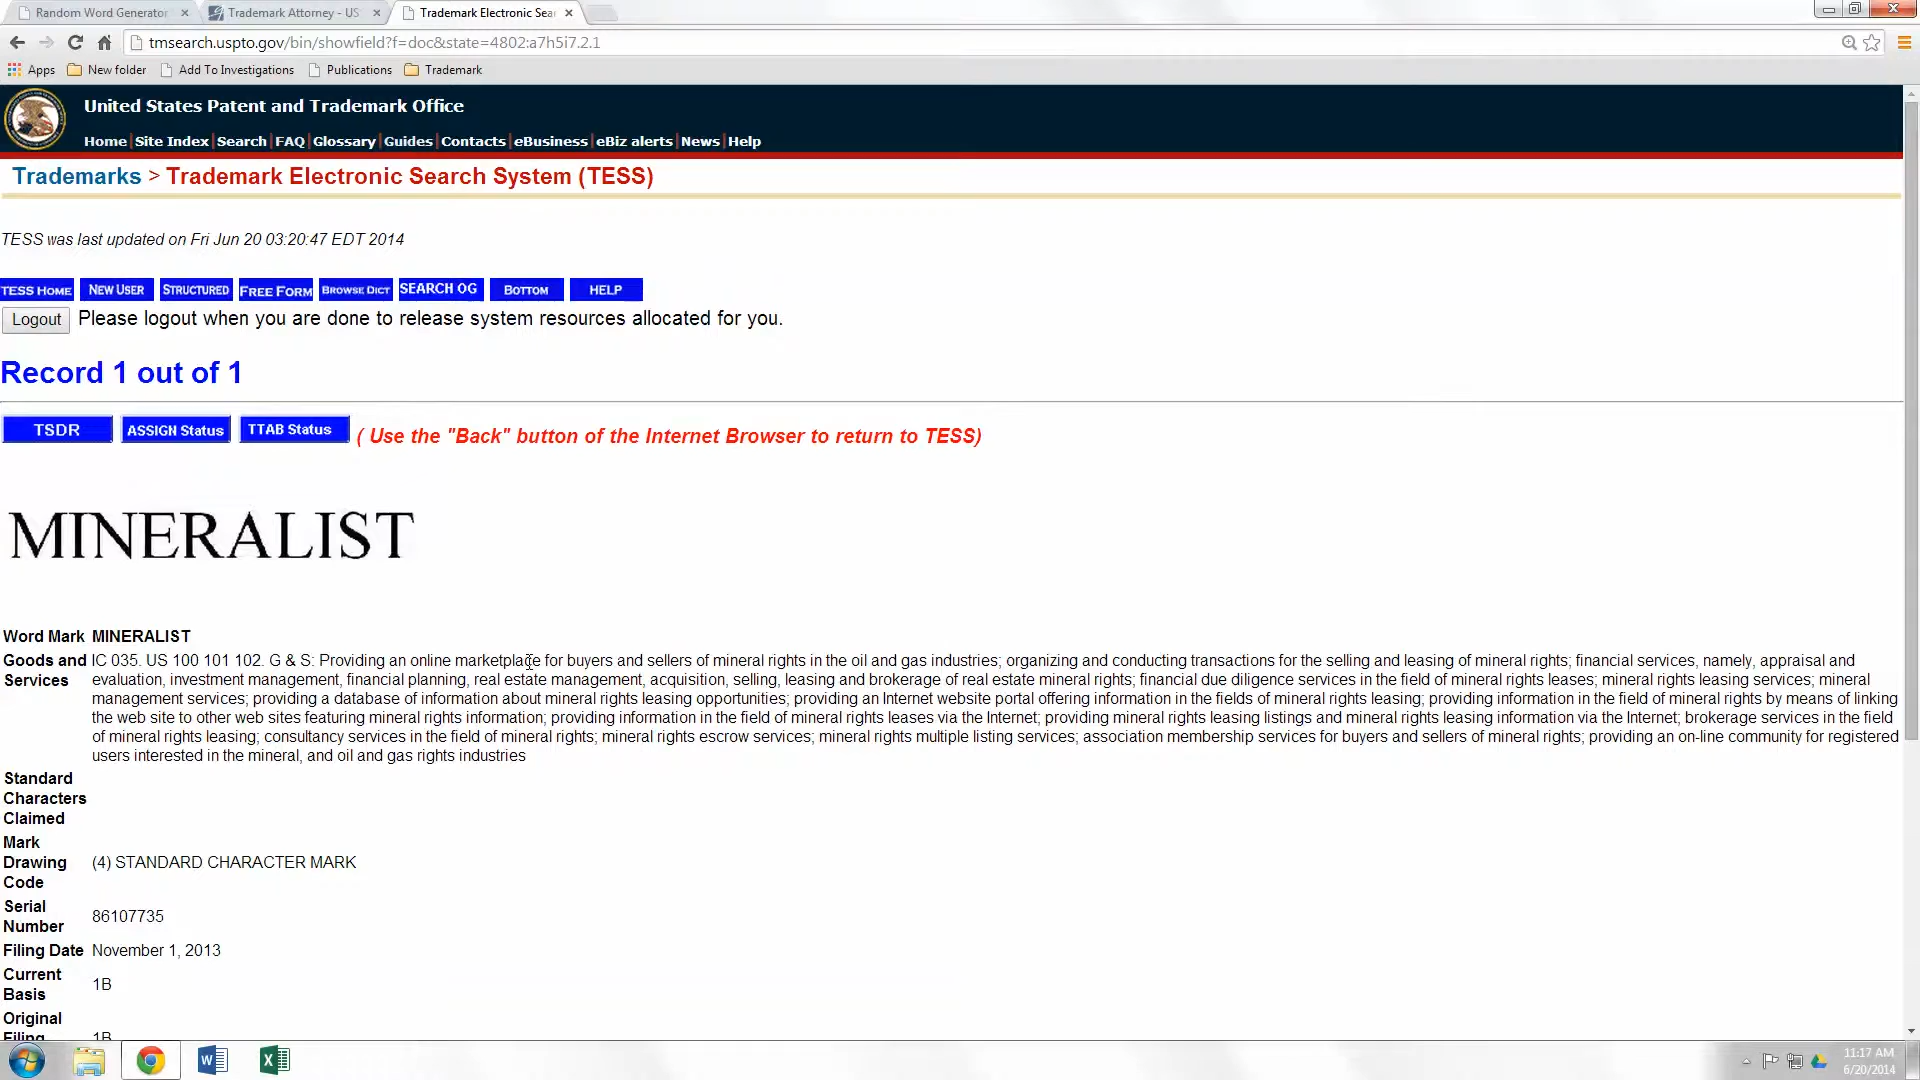 Random Word Generator
Trademark Attorney - US
Trademark Electronic Sear
tmsearch.uspto.gov/bin/showfield?f=doc&state=4802:a7h5i7.2.1
Apps New folder Add To Investigations Publications Trademark
United States Patent and Trademark Office
Home | Site Index | Search | FAQ | Glossary | Guides | Contacts | eBusiness | eBiz alerts | News | Help
Trademarks > Trademark Electronic Search System (TESS)
TESS was last updated on Fri Jun 20 03:20:47 EDT 2014
TESS HOME NEW USER STRUCTURED FREE FORM BROWSE DICT SEARCH OG BOTTOM HELP
Logout Please logout when you are done to release system resources allocated for you.
Record 1 out of 1
TSDR ASSIGN Status TTAB Status ( Use the "Back" button of the Internet Browser to return to TESS)
MINERALIST
Word Mark MINERALIST
Goods and Services
IC 035. US 100 101 102. G & S: Providing an online marketplace for buyers and sellers of mineral rights in the oil and gas industries; organizing and conducting transactions for the selling and leasing of mineral rights; financial services, namely, appraisal and
evaluation, investment management, financial planning, real estate management, acquisition, selling, leasing and brokerage of real estate mineral rights; financial due diligence services in the field of mineral rights leases; mineral rights leasing services; mineral
management services; providing a database of information about mineral rights leasing opportunities; providing an Internet website portal offering information in the fields of mineral rights leasing; providing information in the field of mineral rights by means of linking
the web site to other web sites featuring mineral rights information; providing information in the field of mineral rights leases via the Internet; providing mineral rights leasing listings and mineral rights leasing information via the Internet; brokerage services in the field
of mineral rights leasing; consultancy services in the field of mineral rights; mineral rights escrow services; mineral rights multiple listing services; association membership services for buyers and sellers of mineral rights; providing an on-line community for registered
users interested in the mineral, and oil and gas rights industries
Standard
Characters
Claimed
Mark
Drawing
Code
(4) STANDARD CHARACTER MARK
Serial
Number
86107735
Filing Date November 1, 2013
Current
Basis
1B
Original
Filing
1B
11:17 AM
6/20/2014